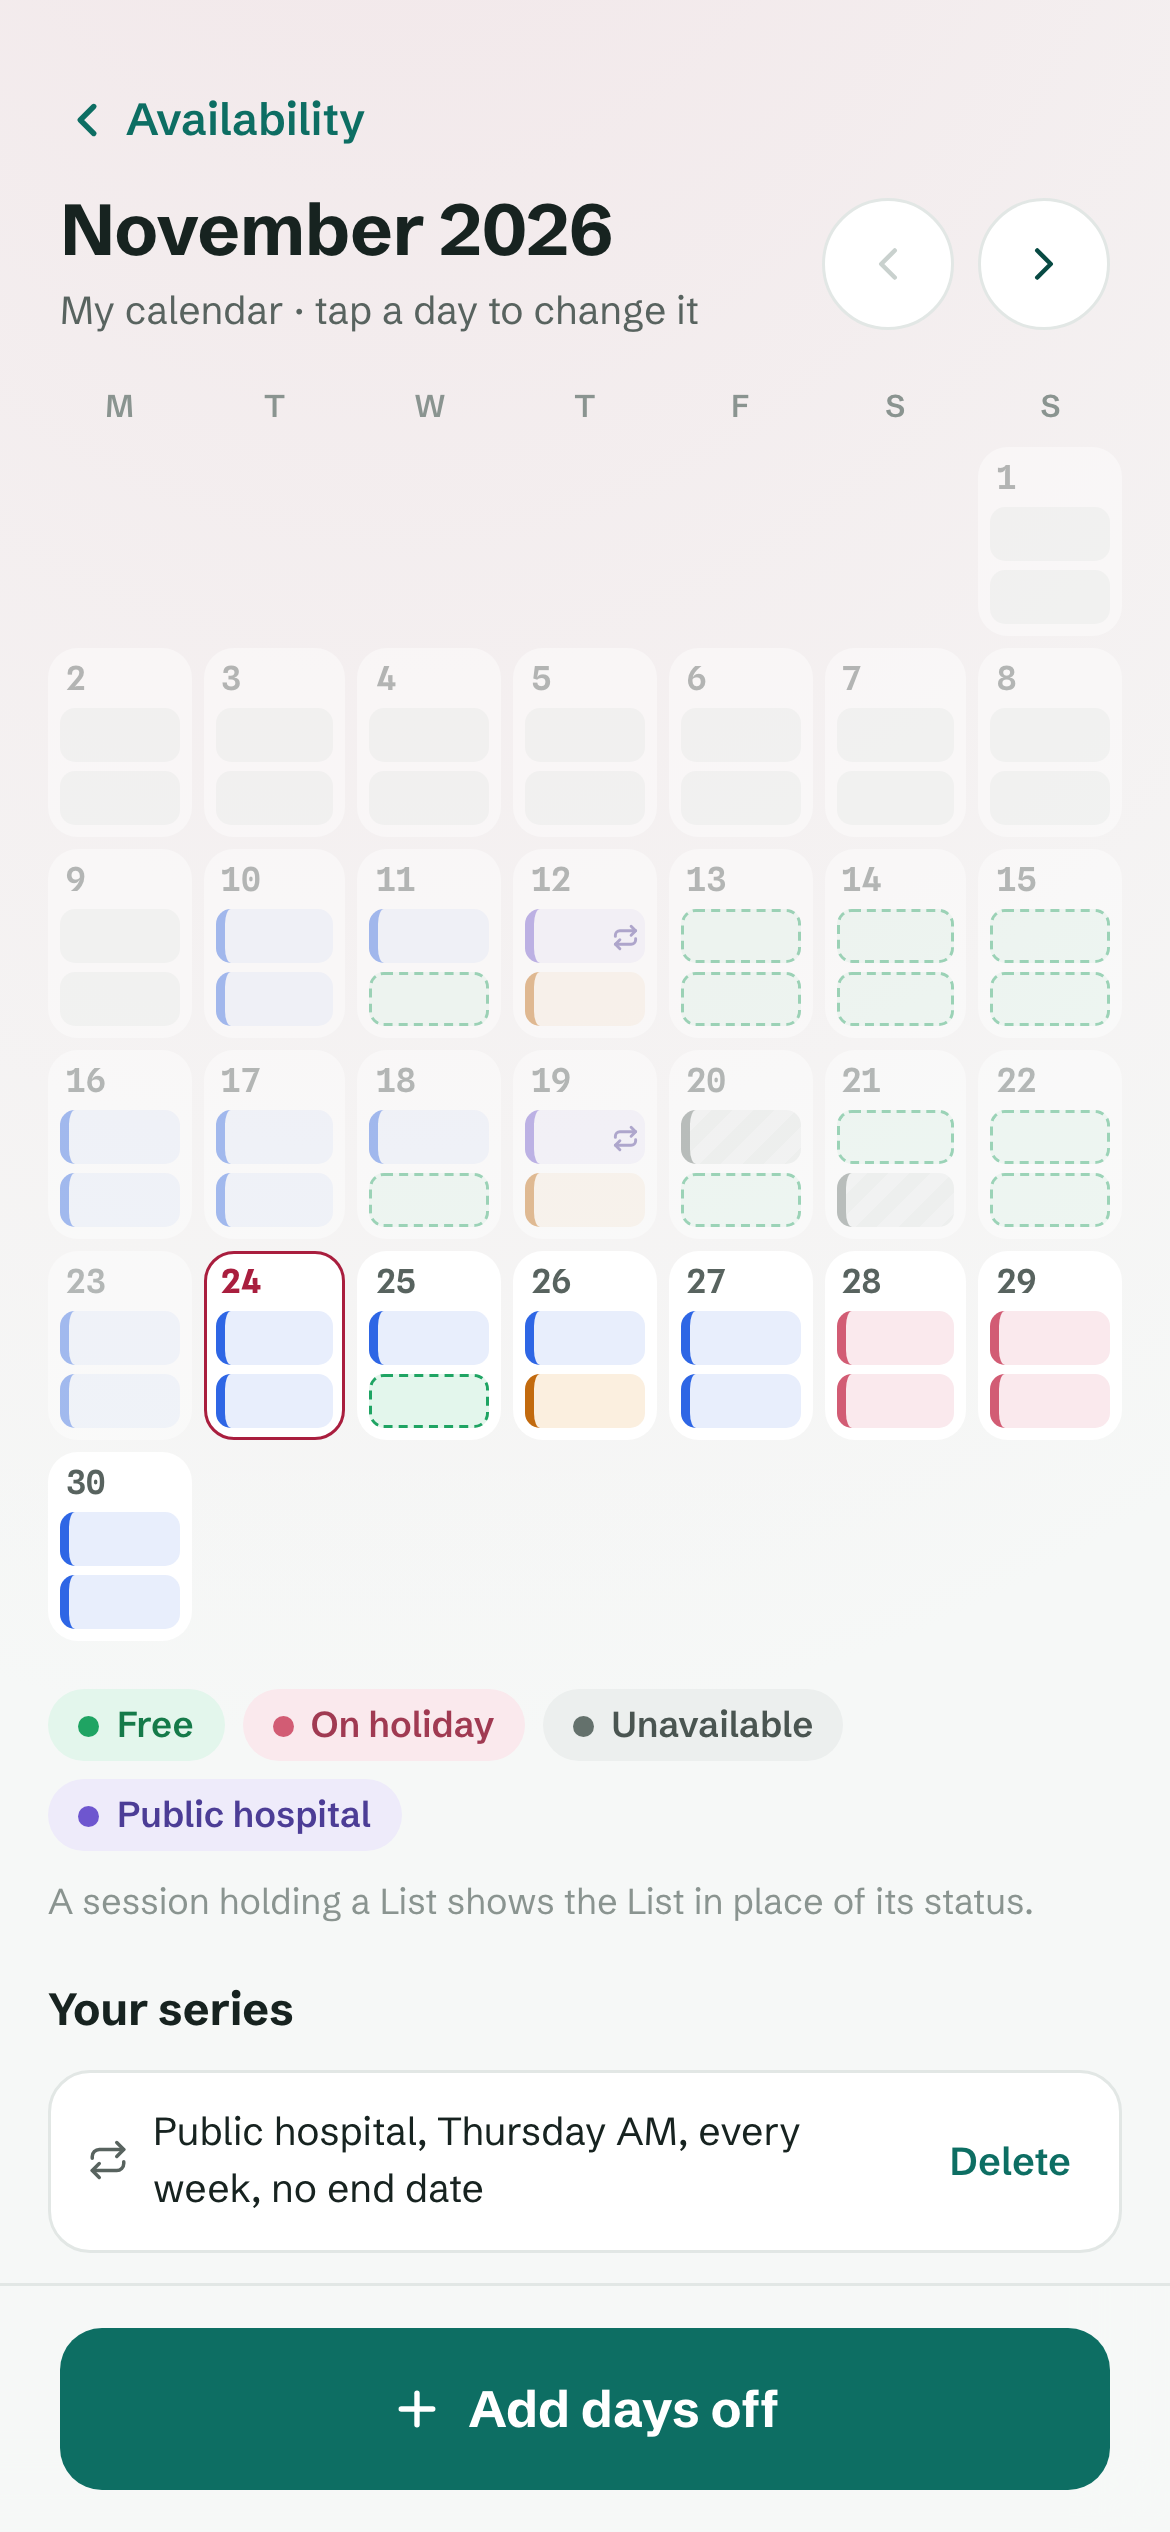 Availability
November 2026
My calendar · tap a day to change it
M T W T F S S
1
2 3 4 5 6 7 8
9 10 11 12 13 14 15
16 17 18 19 20 21 22
23 24 25 26 27 28 29
30
Free On holiday Unavailable
Public hospital
A session holding a List shows the List in place of its status.
Your series
Public hospital, Thursday AM, every
week, no end date
Delete
Add days off